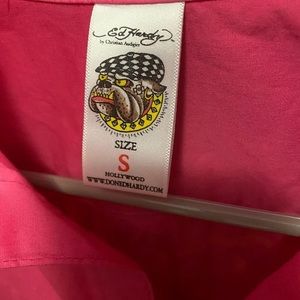 Ed Hardy
by Christian Audigier
SIZE
S
HOLLYWOOD
WWW.DONEDHARDY.COM